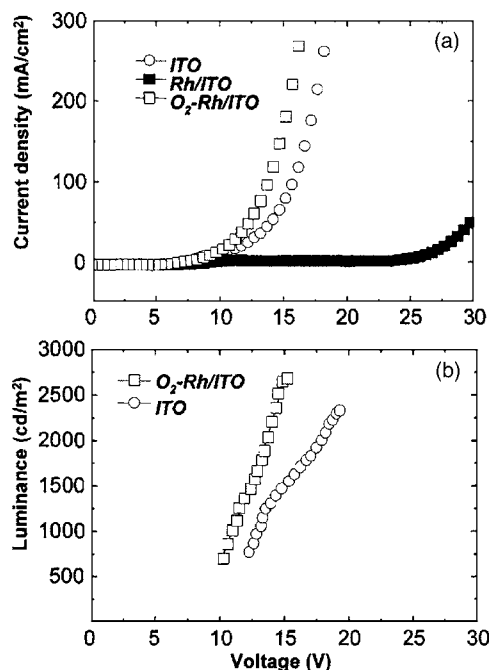 (a)
ITO
Rh/ITO
O₂-Rh/ITO
Current density (mA/cm²)
300
200
100
0
0 5 10 15 20 25 30
(b)
O₂-Rh/ITO
ITO
Luminance (cd/m²)
3000
2500
2000
1500
1000
500
0 5 10 15 20 25 30
Voltage (V)